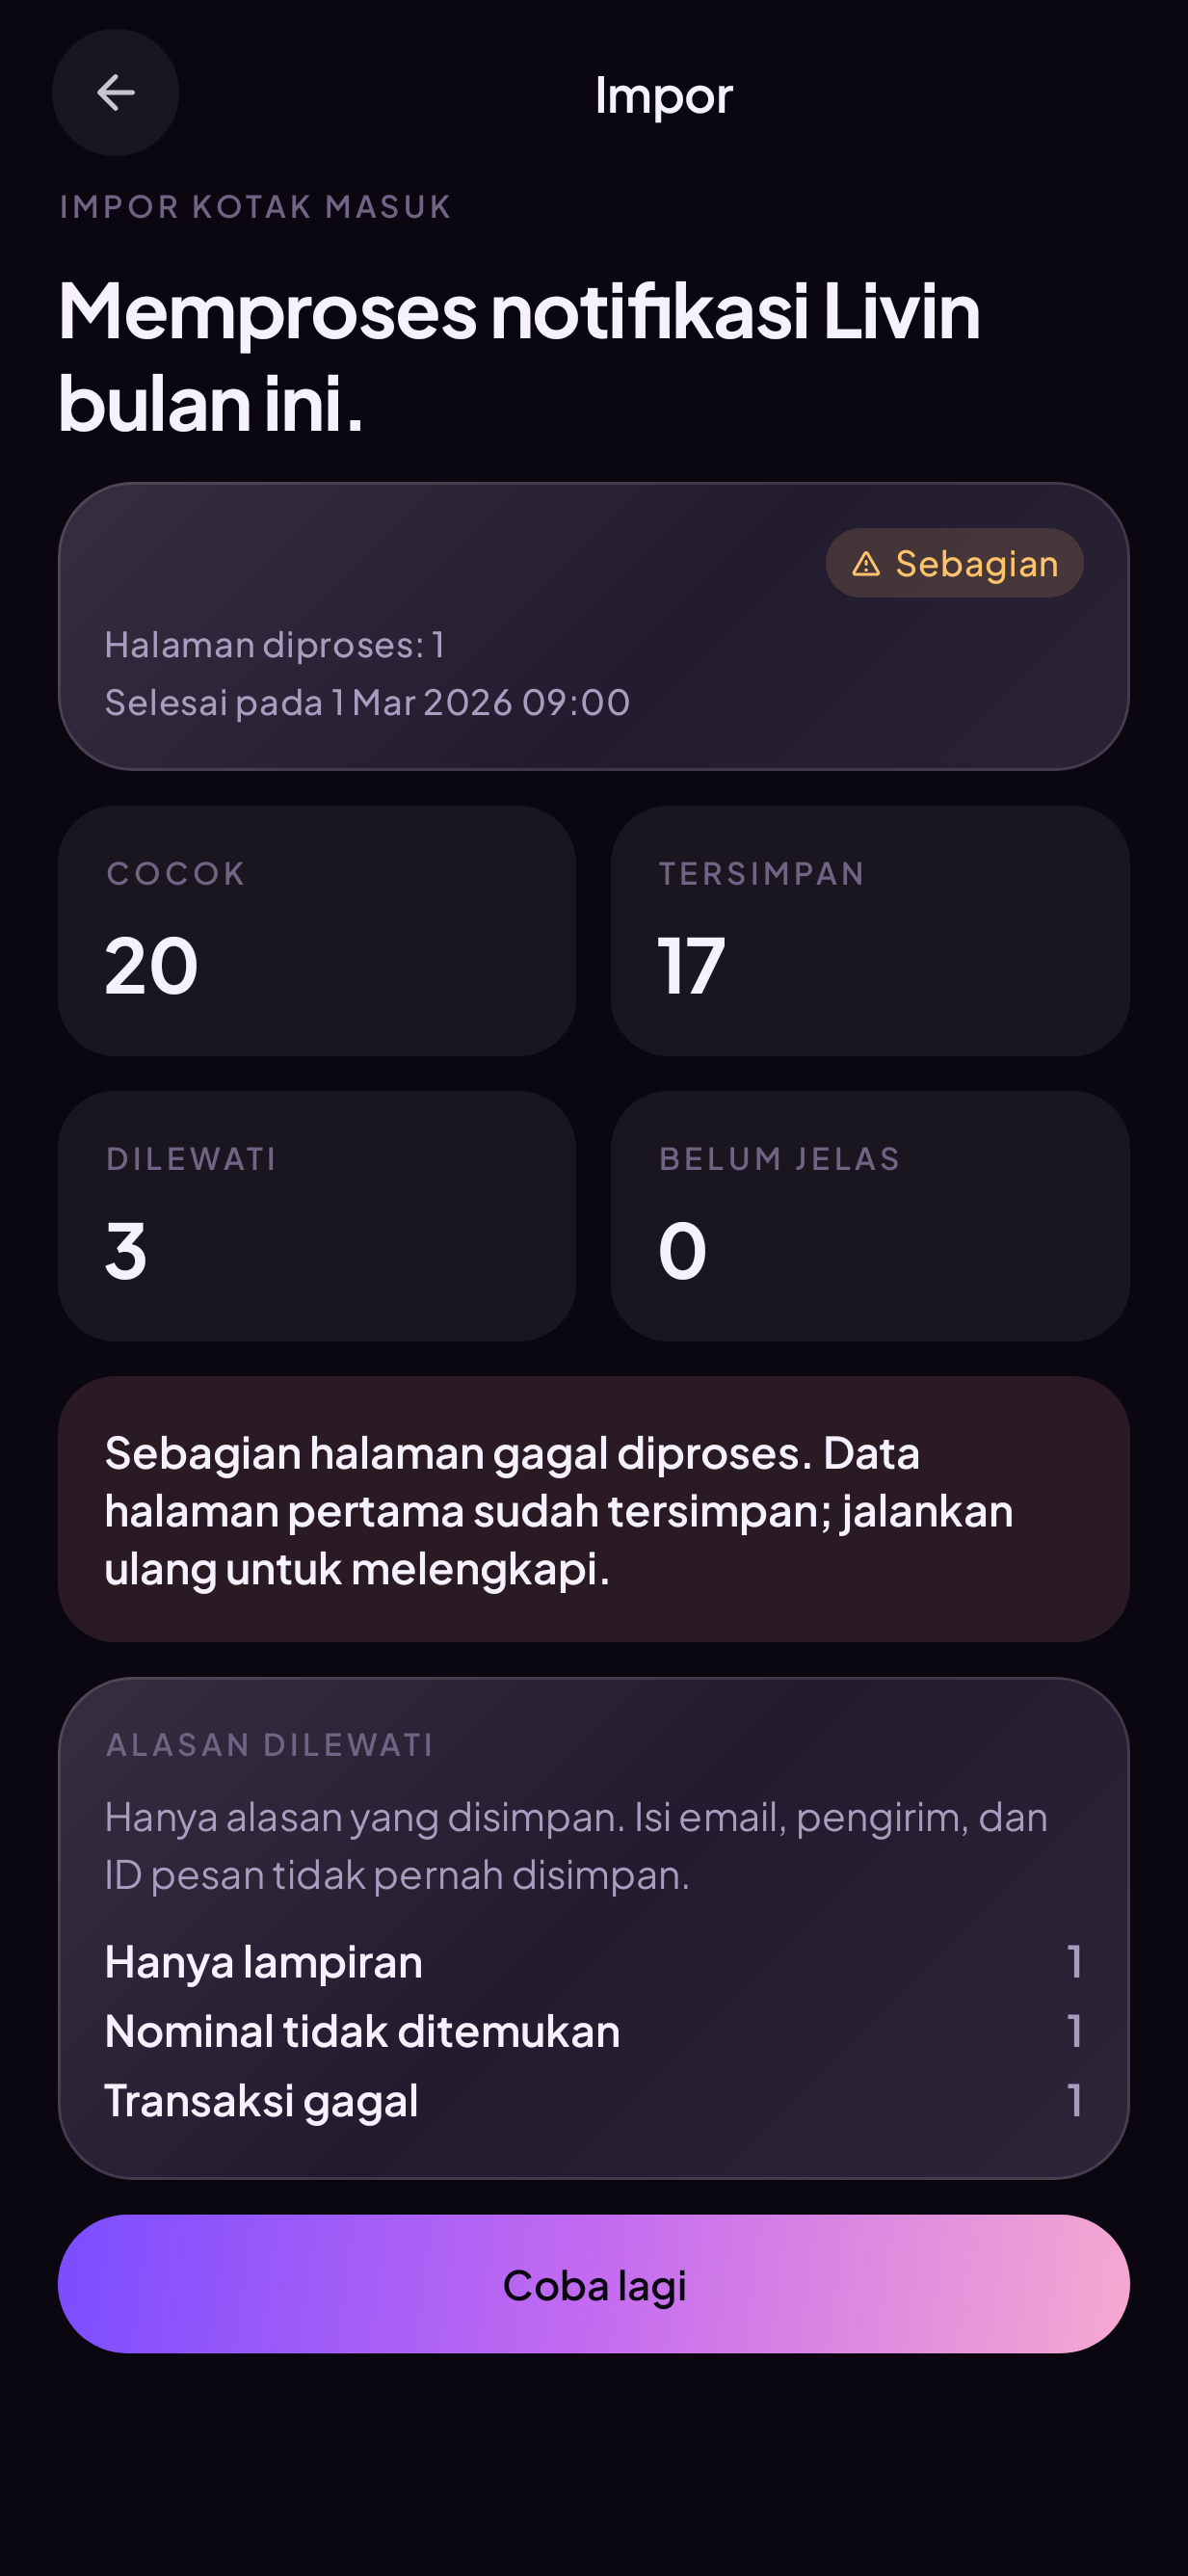 Impor
IMPOR KOTAK MASUK
Memproses notifikasi Livin
bulan ini.
Sebagian
Halaman diproses: 1
Selesai pada 1 Mar 2026 09:00
COCOK
20
TERSIMPAN
17
DILEWATI
3
BELUM JELAS
0
Sebagian halaman gagal diproses. Data
halaman pertama sudah tersimpan; jalankan
ulang untuk melengkapi.
ALASAN DILEWATI
Hanya alasan yang disimpan. Isi email, pengirim, dan
ID pesan tidak pernah disimpan.
Hanya lampiran 1
Nominal tidak ditemukan 1
Transaksi gagal 1
Coba lagi